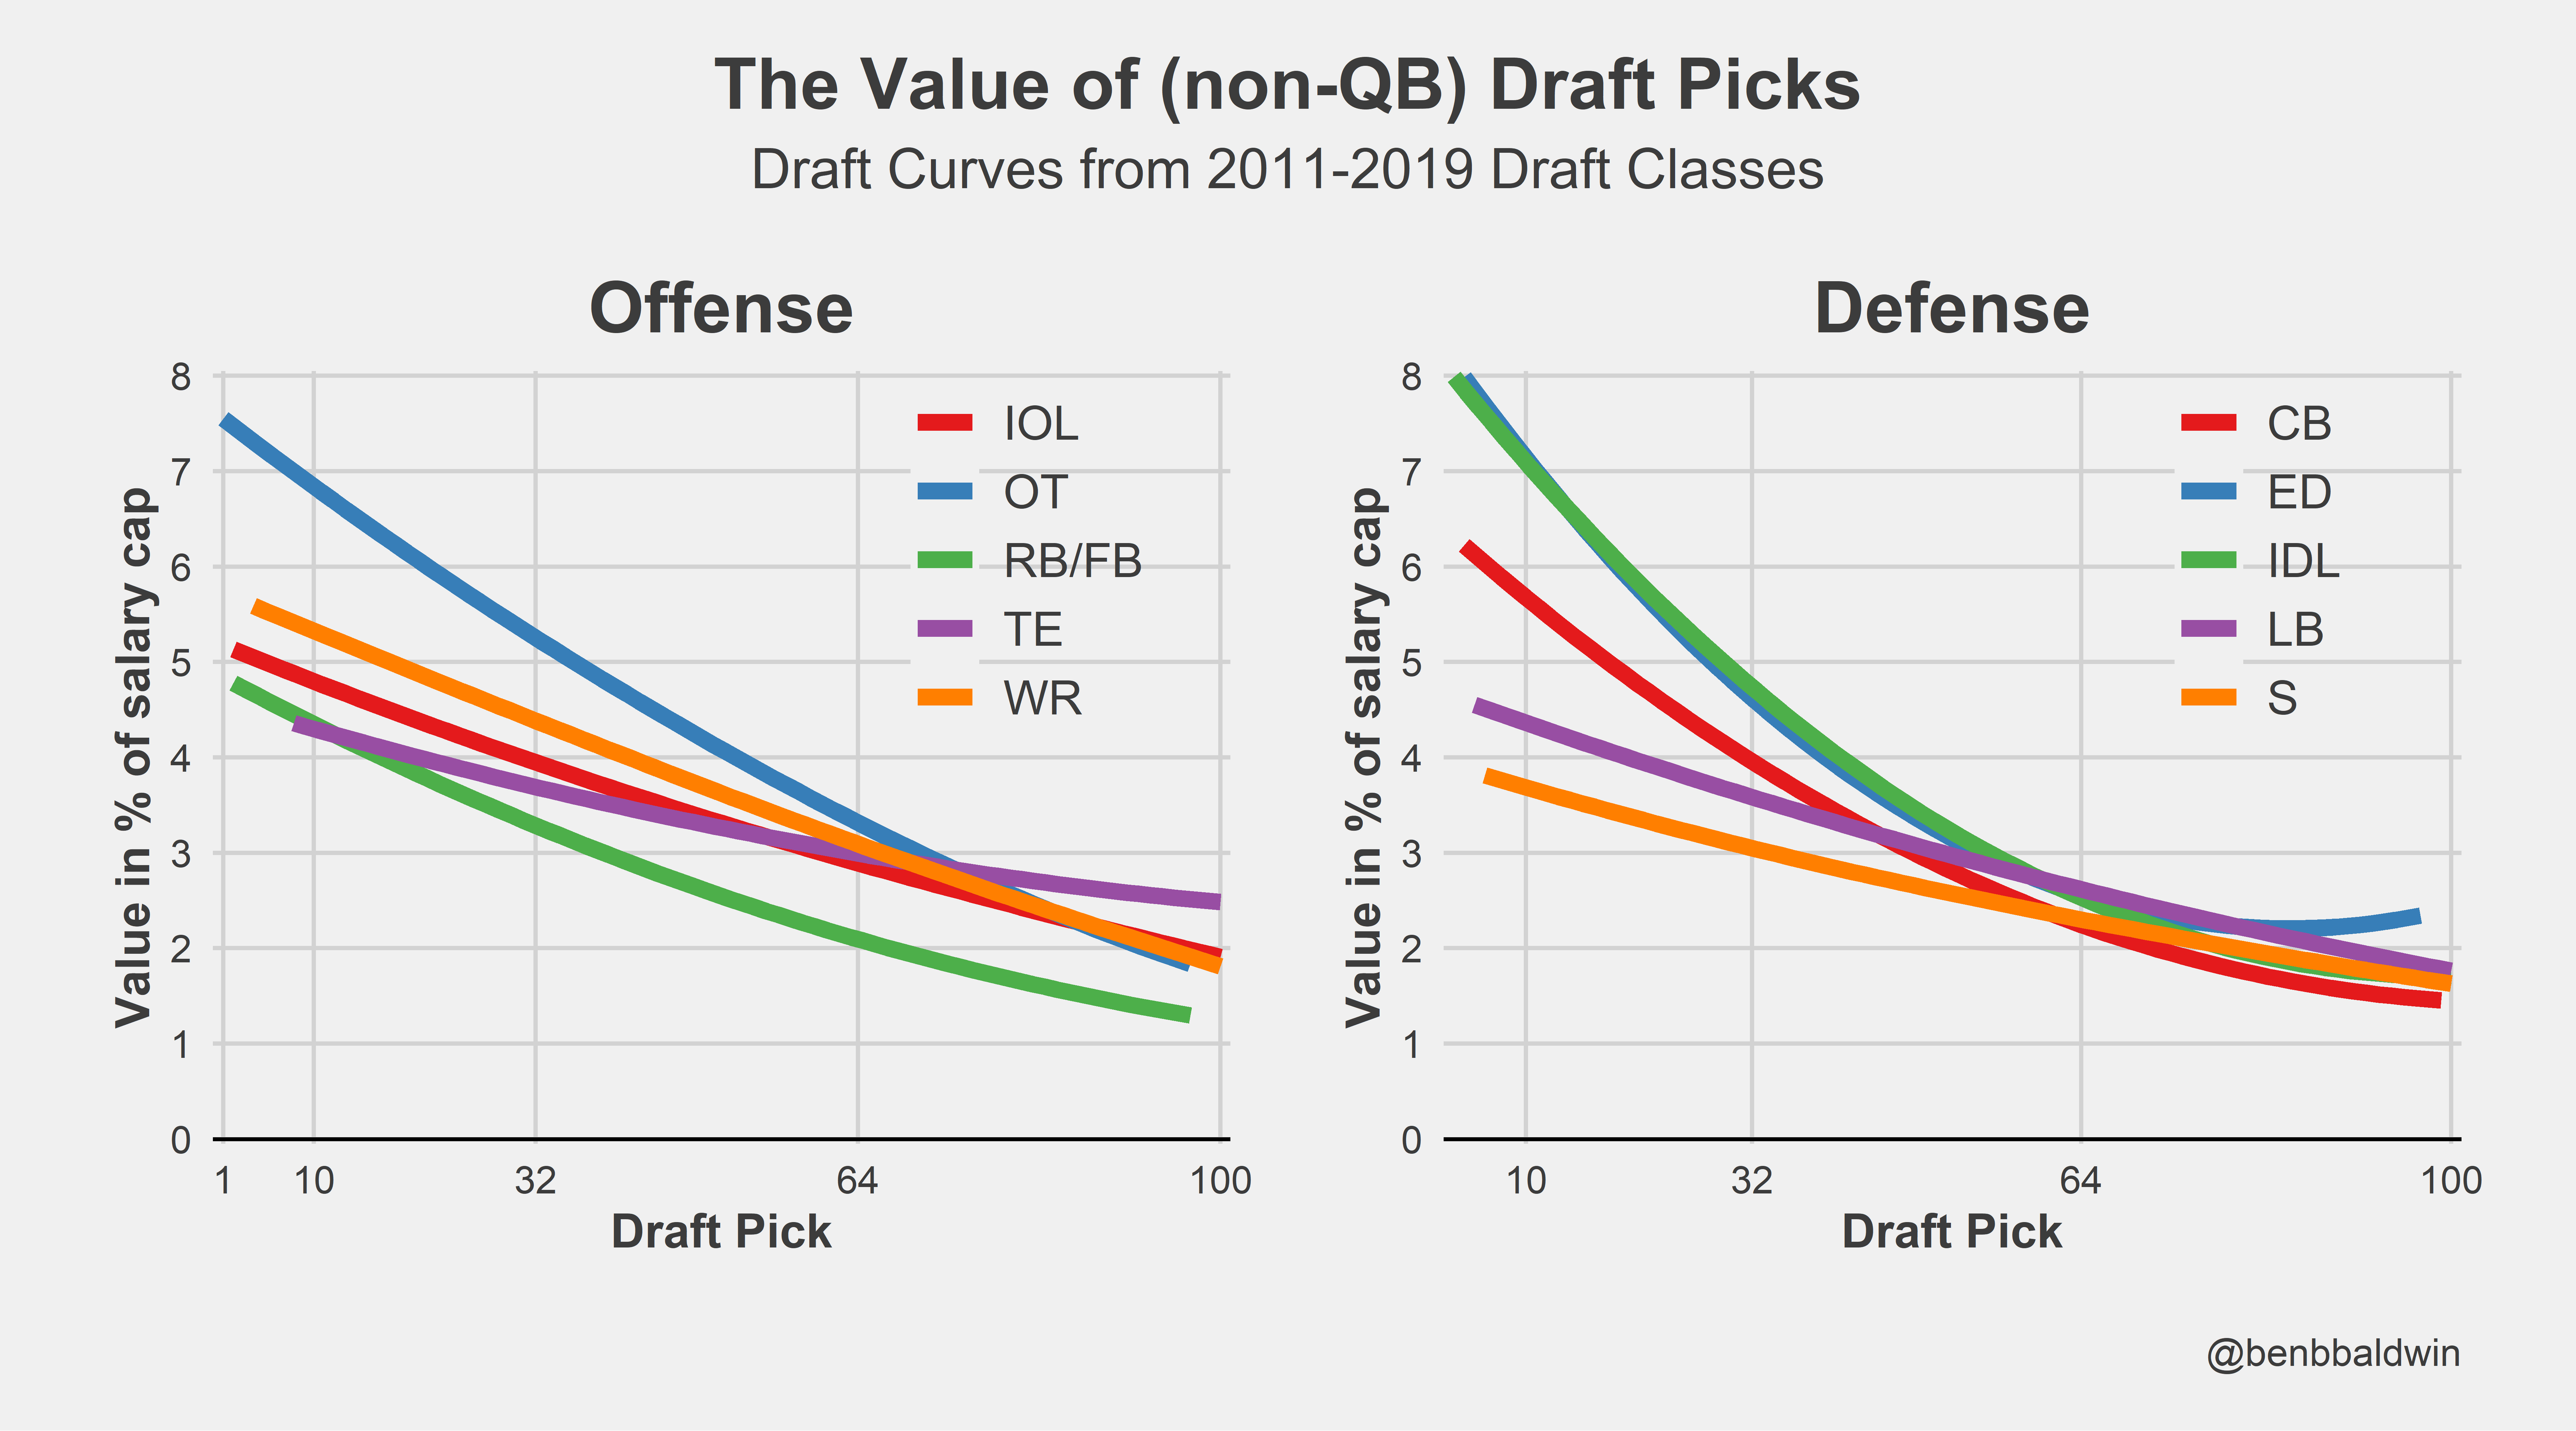 The Value of (non-QB) Draft Picks
Draft Curves from 2011-2019 Draft Classes
Offense
Value in % of salary cap
8
7
6
5
4
3
2
1
0
IOL
OT
RB/FB
TE
WR
1 10 32 64 100
Draft Pick
Defense
Value in % of salary cap
8
7
6
5
4
3
2
1
0
CB
ED
IDL
LB
S
10 32 64 100
Draft Pick
@benbbaldwin